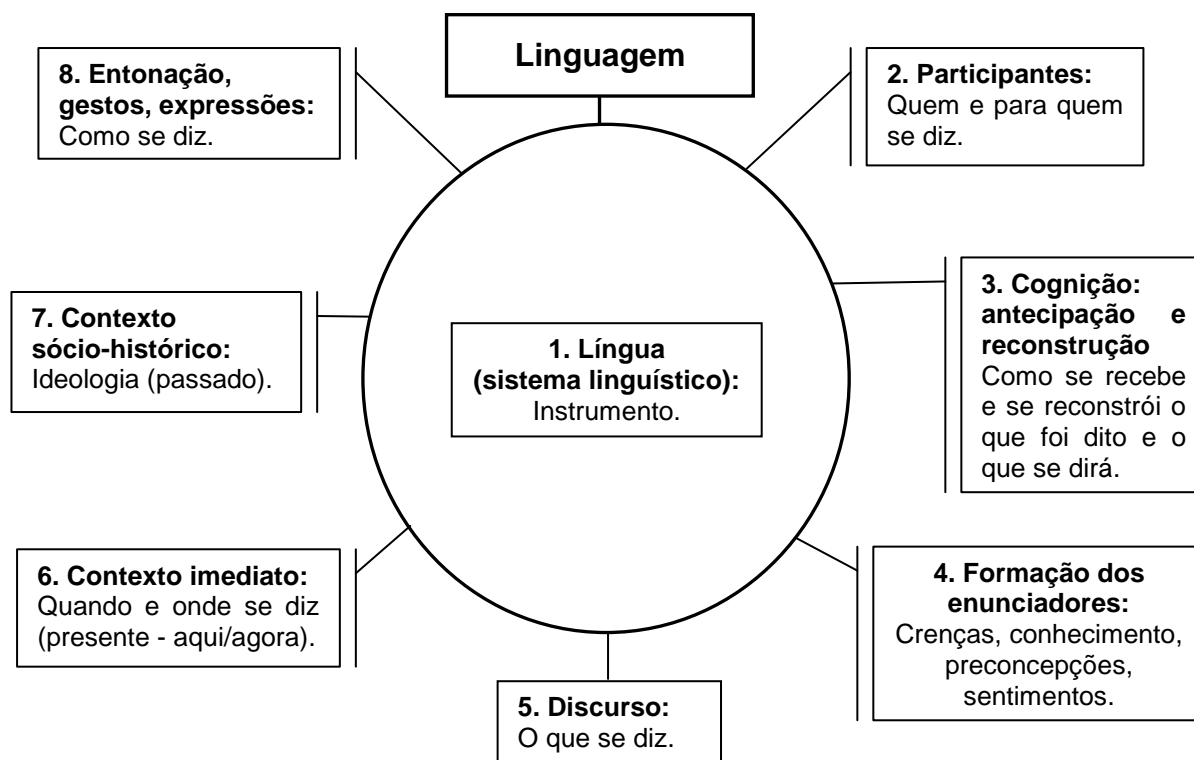 Linguagem
8. Entonação,
gestos, expressões:
Como se diz.
2. Participantes:
Quem e para quem
se diz.
7. Contexto
sócio-histórico:
Ideologia (passado).
1. Língua
(sistema linguístico):
Instrumento.
3. Cognição:
antecipação e
reconstrução
Como se recebe
e se reconstrói o
que foi dito e o
que se dirá.
6. Contexto imediato:
Quando e onde se diz
(presente - aqui/agora).
4. Formação dos
enunciadores:
Crenças, conhecimento,
preconcepções,
sentimentos.
5. Discurso:
O que se diz.